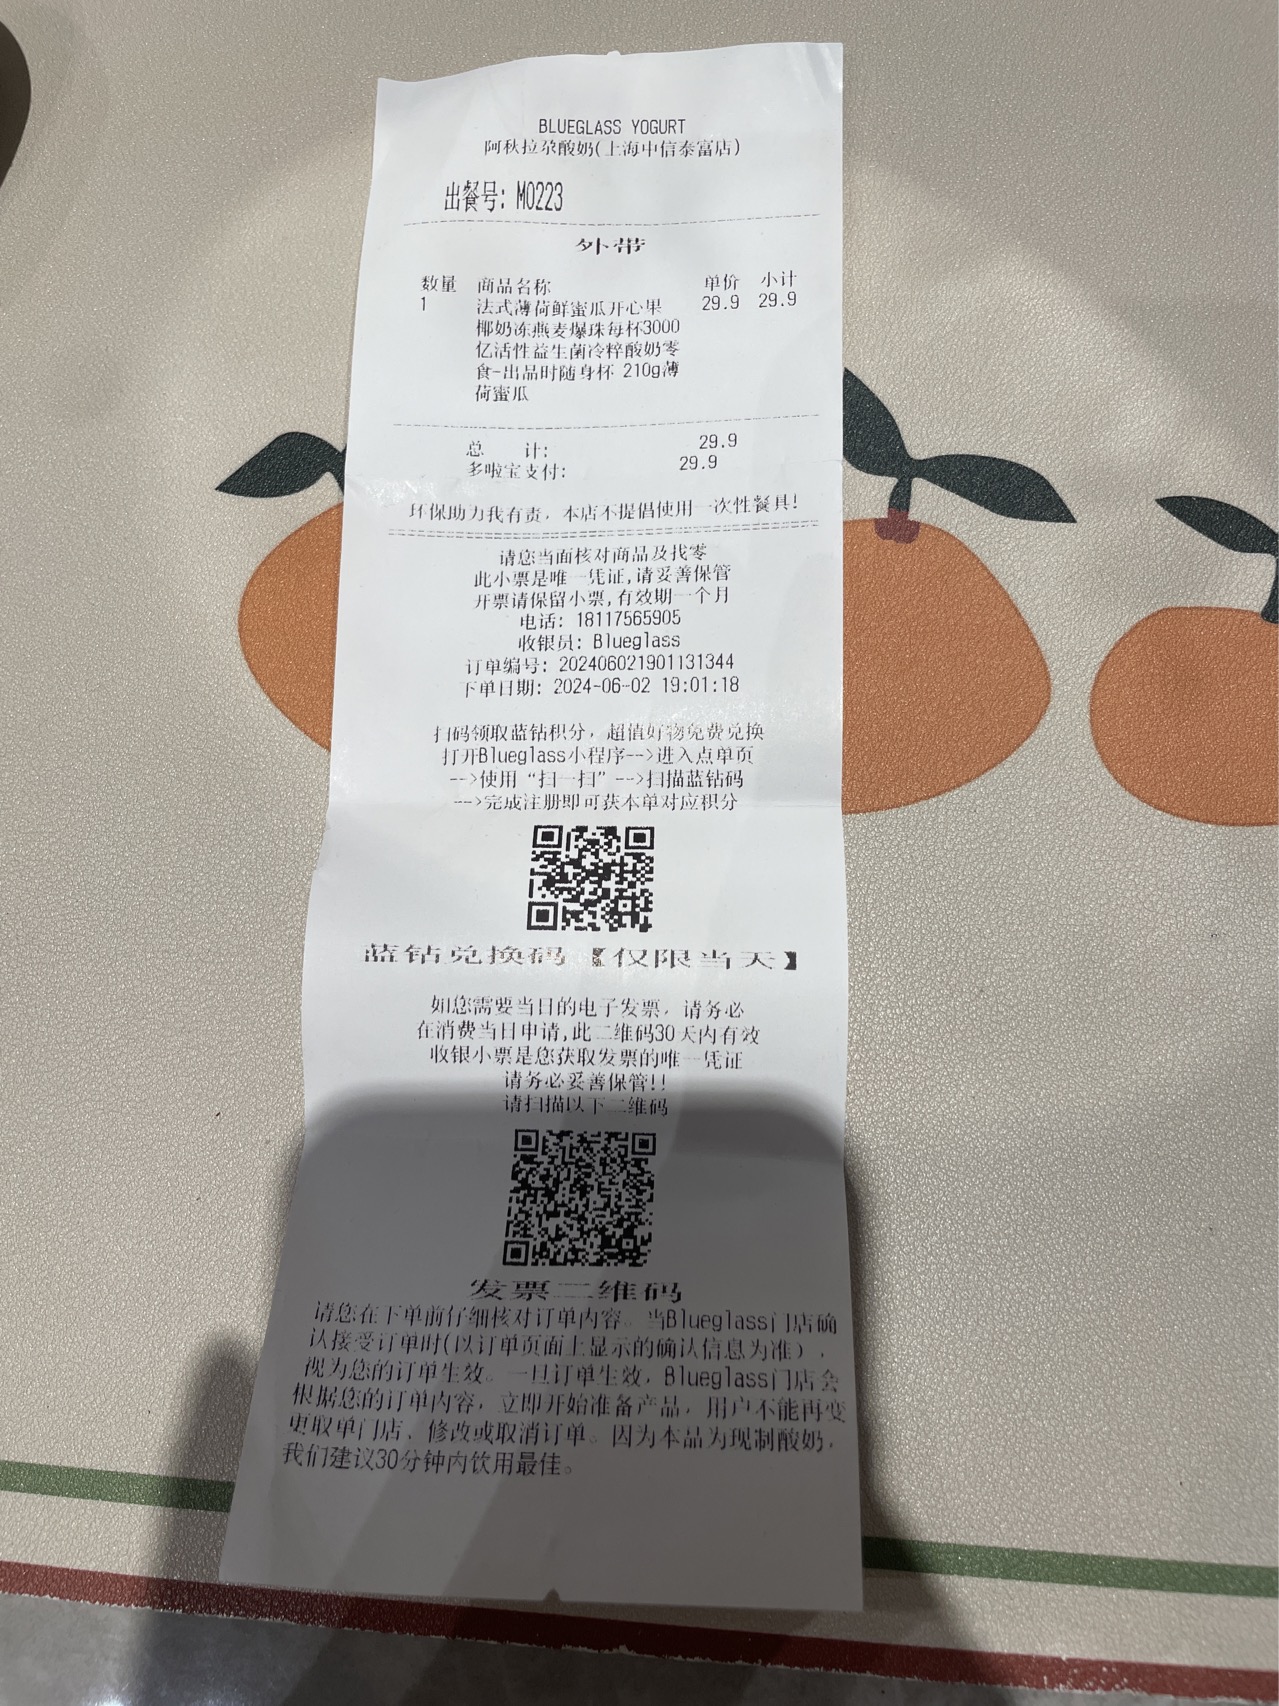 BLUEGLASS YOGURT
阿秋拉尕酸奶(上海中信泰富店)
出餐号: M0223
外带
数量 商品名称 单价 小计
1 法式薄荷鲜蜜瓜开心果 29.9 29.9
椰奶冻燕麦爆珠每杯3000
亿活性益生菌冷粹酸奶零
食-出品时随身杯 210g薄
荷蜜瓜
总 计: 29.9
多啦宝支付: 29.9
环保助力我有责，本店不提倡使用一次性餐具!
请您当面核对商品及找零
此小票是唯一凭证,请妥善保管
开票请保留小票,有效期一个月
电话: 18117565905
收银员: Blueglass
订单编号: 202406021901131344
下单日期: 2024-06-02 19:01:18
扫码领取蓝钻积分，超值好物免费兑换
打开Blueglass小程序-->进入点单页
-->使用“扫一扫”-->扫描蓝钻码
-->完成注册即可获本单对应积分
蓝钻兑换码【仅限当天】
如您需要当日的电子发票，请务必
在消费当日申请,此二维码30天内有效
收银小票是您获取发票的唯一凭证
请务必妥善保管!!
请扫描以下二维码
发票二维码
请您在下单前仔细核对订单内容。当Blueglass门店确
认接受订单时(以订单页面上显示的确认信息为准)，
视为您的订单生效。一旦订单生效，Blueglass门店会
根据您的订单内容，立即开始准备产品，用户不能再变
更取单门店、修改或取消订单。因为本品为现制酸奶，
我们建议30分钟内饮用最佳。